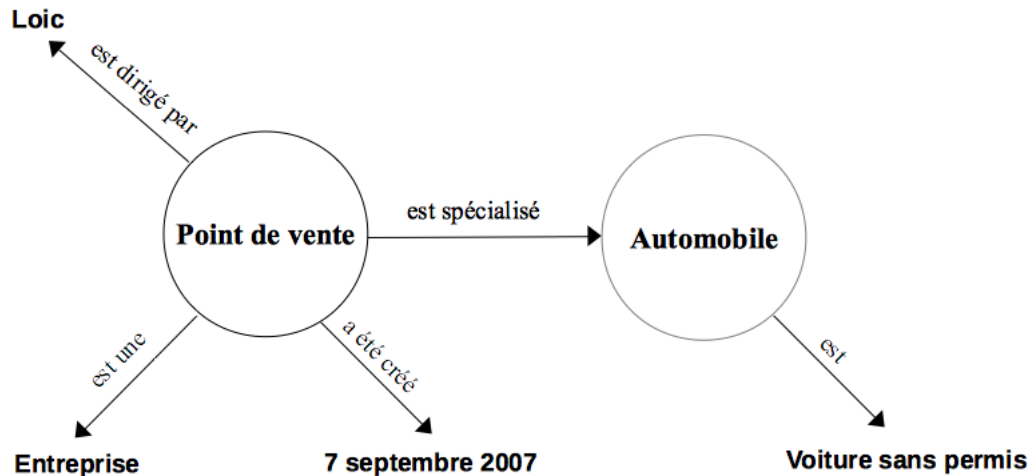 Loic
est dirigé par
est spécialisé
Point de vente
Automobile
est une
a été créé
est
Entreprise
7 septembre 2007
Voiture sans permis